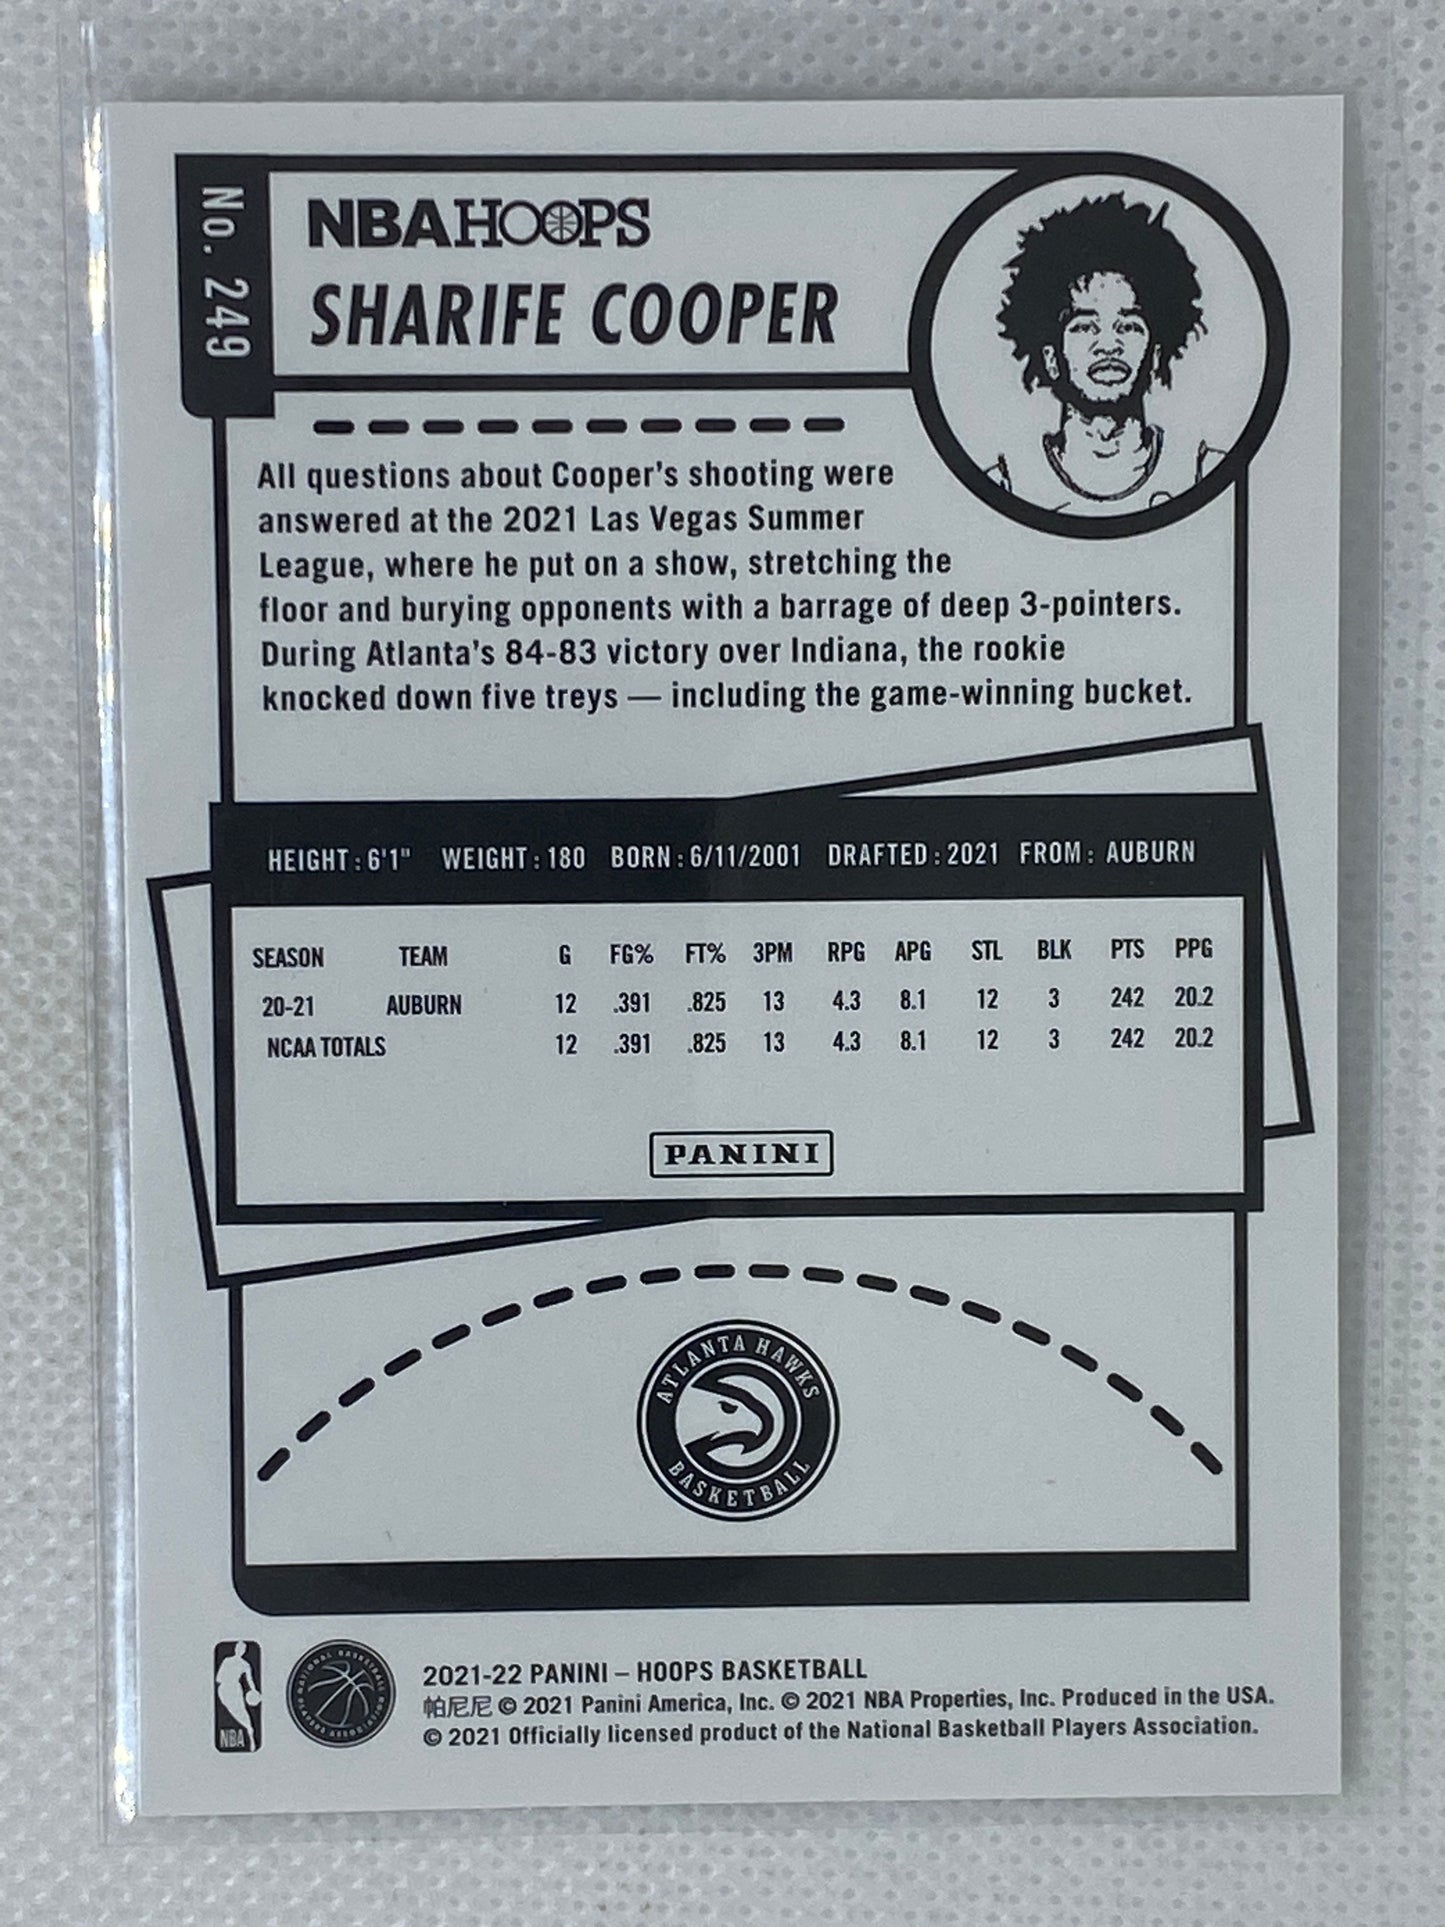 No. 249
NBA HOOPS
SHARIFE COOPER
All questions about Cooper's shooting were
answered at the 2021 Las Vegas Summer
League, where he put on a show, stretching the
floor and burying opponents with a barrage of deep 3-pointers.
During Atlanta's 84-83 victory over Indiana, the rookie
knocked down five treys — including the game-winning bucket.
HEIGHT: 6'1" WEIGHT: 180 BORN: 6/11/2001 DRAFTED: 2021 FROM: AUBURN
SEASON TEAM G FG% FT% 3PM RPG APG STL BLK PTS PPG
20-21 AUBURN 12 .391 .825 13 4.3 8.1 12 3 242 20.2
NCAA TOTALS 12 .391 .825 13 4.3 8.1 12 3 242 20.2
PANINI
ATLANTA HAWKS
BASKETBALL
NBA
NATIONAL BASKETBALL PLAYERS ASSOCIATION
2021-22 PANINI – HOOPS BASKETBALL
帕尼尼 © 2021 Panini America, Inc. © 2021 NBA Properties, Inc. Produced in the USA.
© 2021 Officially licensed product of the National Basketball Players Association.